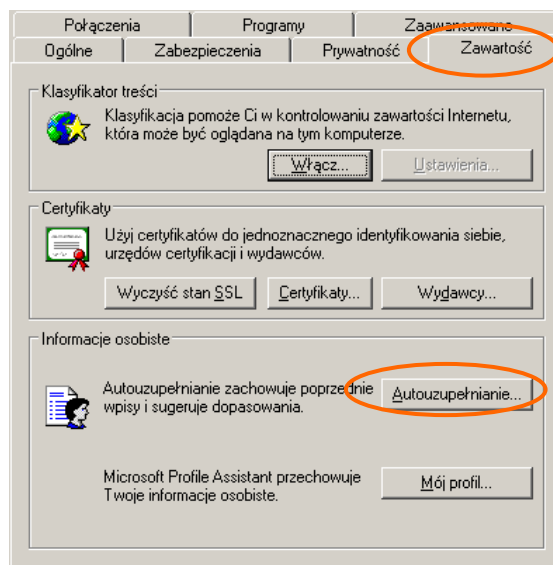 Połączenia Programy Zaawansowane
Ogólne Zabezpieczenia Prywatność Zawartość
Klasyfikator treści
Klasyfikacja pomoże Ci w kontrolowaniu zawartości Internetu,
która może być oglądana na tym komputerze.
Włącz... Ustawienia...
Certyfikaty
Użyj certyfikatów do jednoznacznego identyfikowania siebie,
urzędów certyfikacji i wydawców.
Wyczyść stan SSL Certyfikaty... Wydawcy...
Informacje osobiste
Autouzupełnianie zachowuje poprzednie
wpisy i sugeruje dopasowania.
Autouzupełnianie...
Microsoft Profile Assistant przechowuje
Twoje informacje osobiste.
Mój profil...